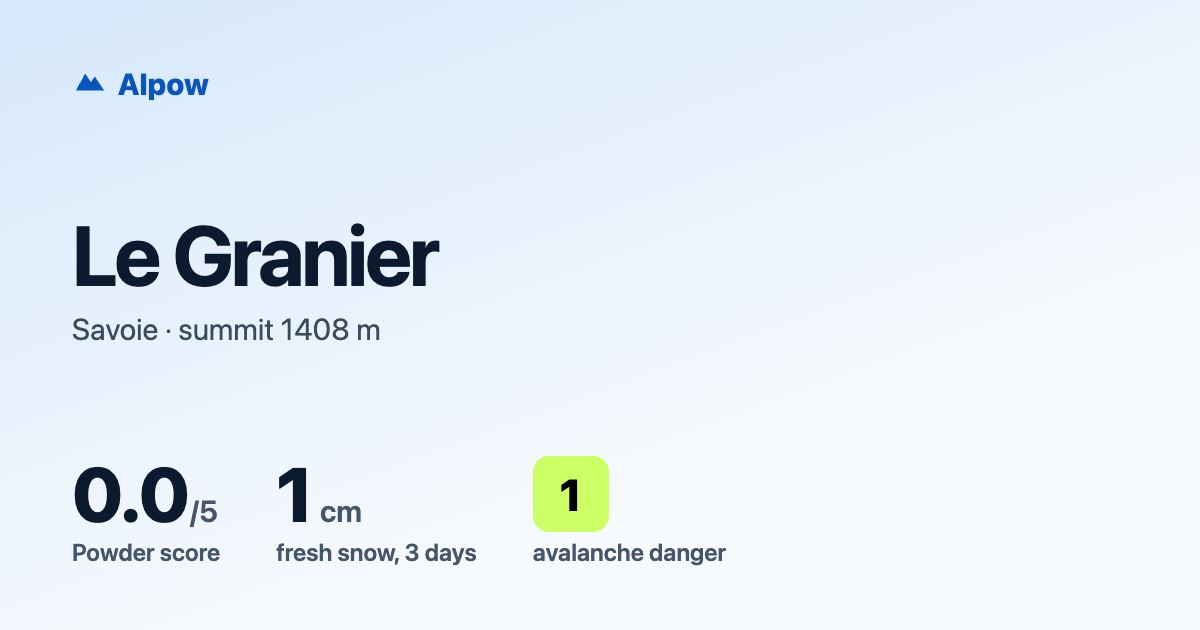 Alpow
Le Granier
Savoie · summit 1408 m
0.0/5
Powder score
1 cm
fresh snow, 3 days
1
avalanche danger